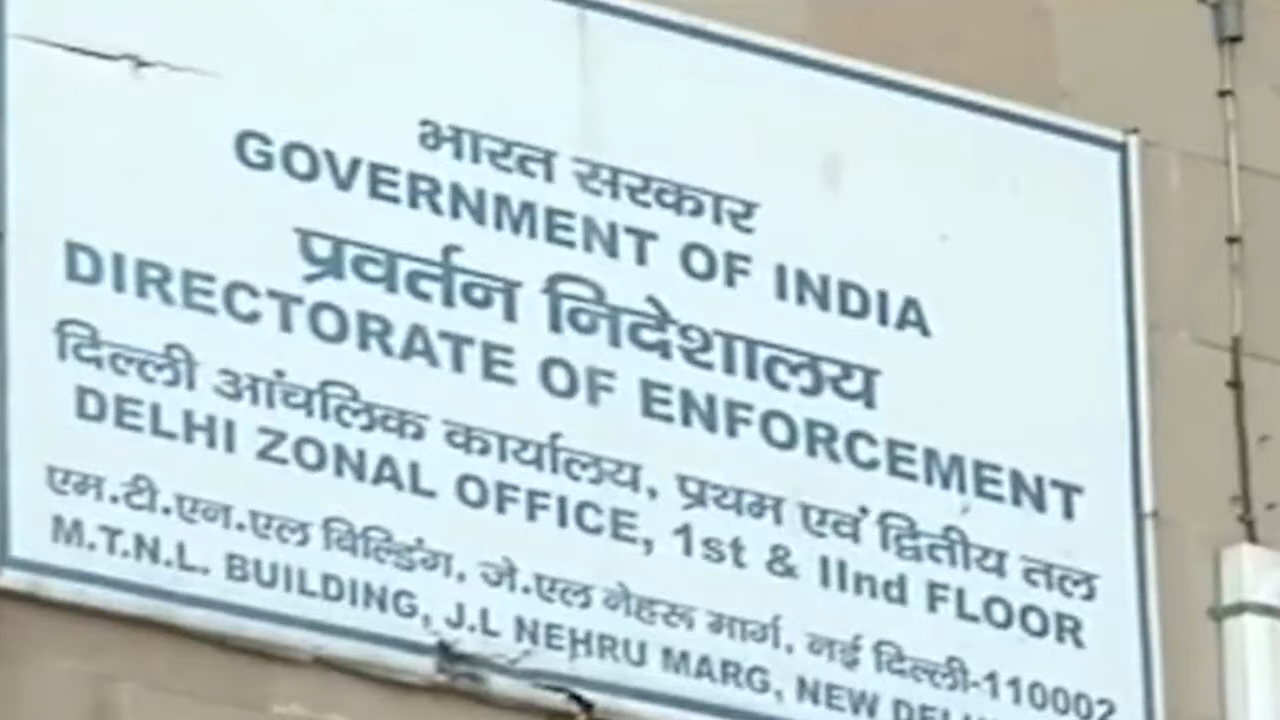 भारत सरकार
GOVERNMENT OF INDIA
प्रवर्तन निदेशालय
DIRECTORATE OF ENFORCEMENT
दिल्ली आंचलिक कार्यालय, प्रथम एवं द्वितीय तल
DELHI ZONAL OFFICE, 1st & IInd FLOOR
एम.टी.एन.एल बिल्डिंग, जे.एल नेहरू मार्ग, नई दिल्ली-110002
M.T.N.L. BUILDING, J.L NEHRU MARG, NEW